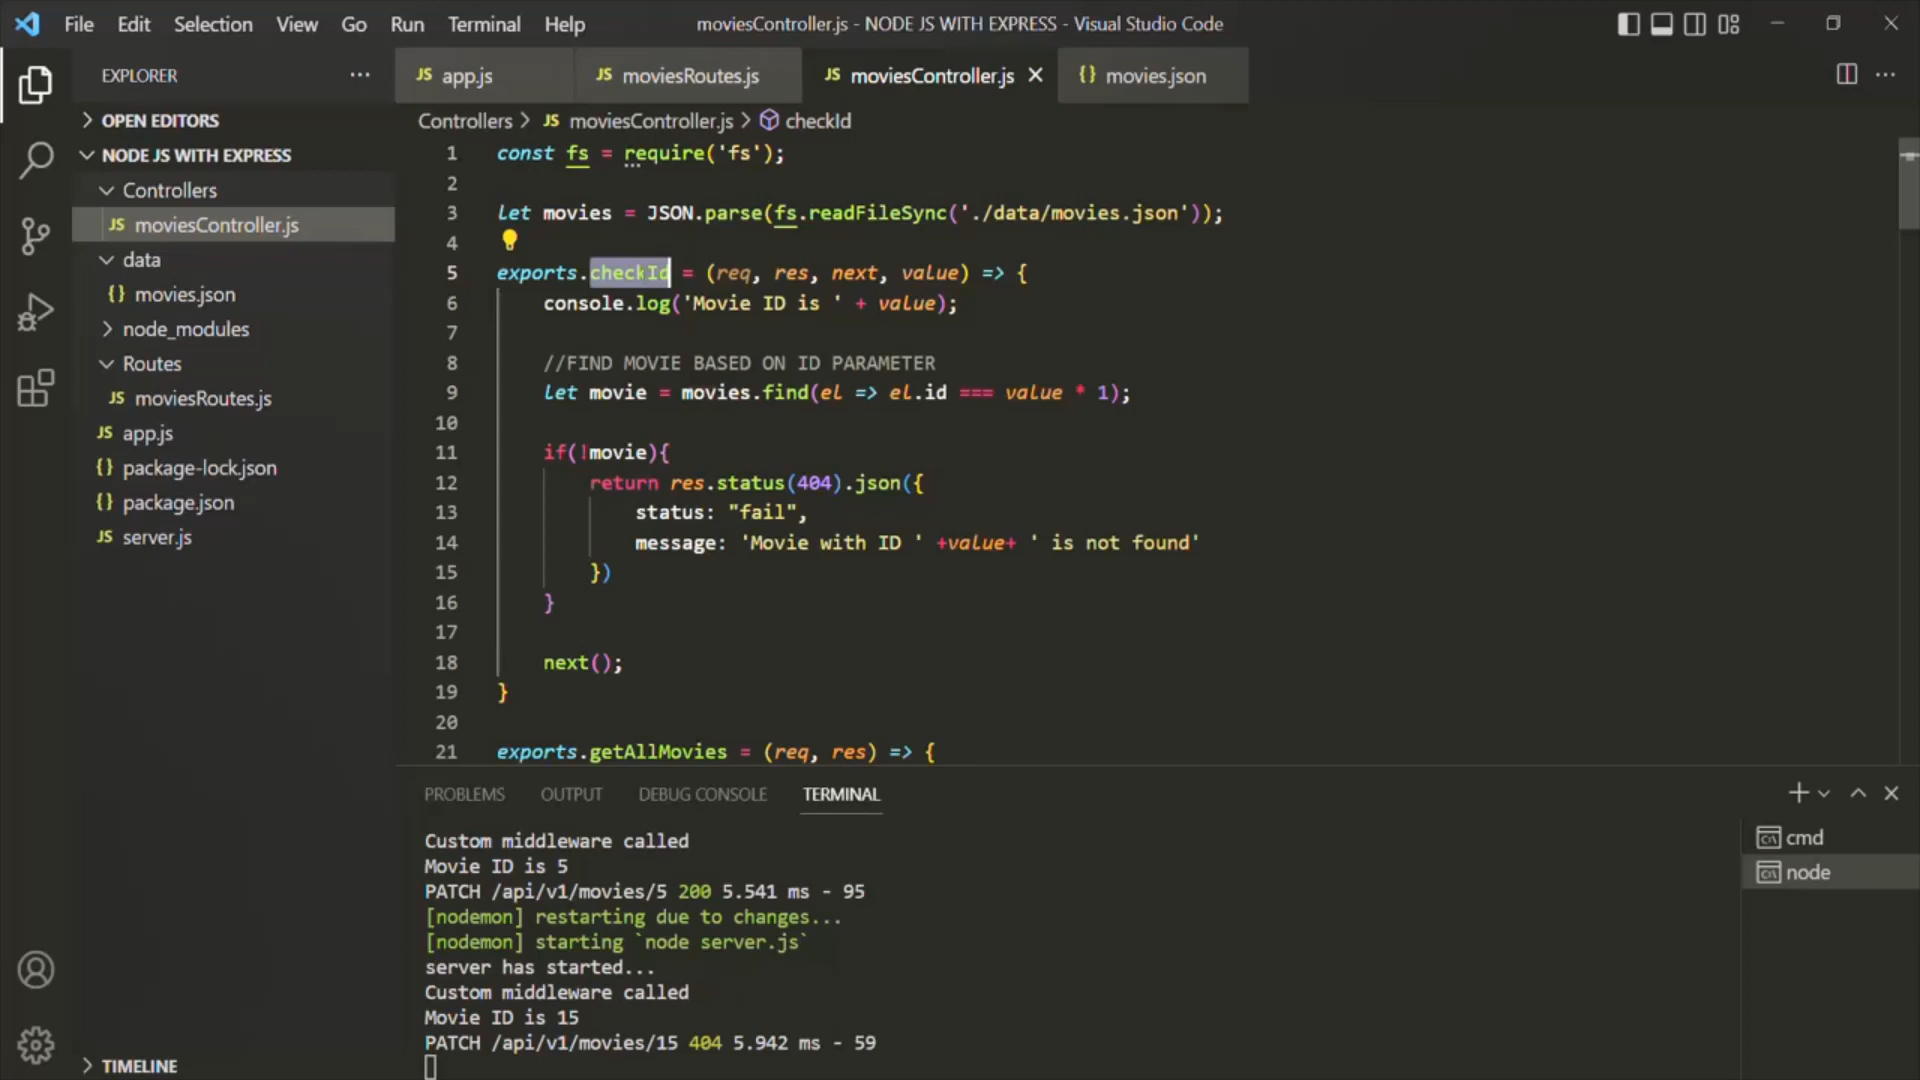 File Edit Selection View Go Run Terminal Help
moviesController.js - NODE JS WITH EXPRESS - Visual Studio Code
EXPLORER
OPEN EDITORS
NODE JS WITH EXPRESS
Controllers
JS moviesController.js
data
{} movies.json
node_modules
Routes
JS moviesRoutes.js
JS app.js
{} package-lock.json
{} package.json
JS server.js
TIMELINE
JS app.js JS moviesRoutes.js JS moviesController.js {} movies.json
Controllers > JS moviesController.js > checkId
1 const fs = require('fs');
2
3 let movies = JSON.parse(fs.readFileSync('./data/movies.json'));
4
5 exports.checkId = (req, res, next, value) => {
6 console.log('Movie ID is ' + value);
7
8 //FIND MOVIE BASED ON ID PARAMETER
9 let movie = movies.find(el => el.id === value * 1);
10
11 if(!movie){
12 return res.status(404).json({
13 status: "fail",
14 message: 'Movie with ID ' +value+ ' is not found'
15 })
16 }
17
18 next();
19 }
20
21 exports.getAllMovies = (req, res) => {
PROBLEMS OUTPUT DEBUG CONSOLE TERMINAL
Custom middleware called
Movie ID is 5
PATCH /api/v1/movies/5 200 5.541 ms - 95
[nodemon] restarting due to changes...
[nodemon] starting `node server.js`
server has started...
Custom middleware called
Movie ID is 15
PATCH /api/v1/movies/15 404 5.942 ms - 59
cmd
node